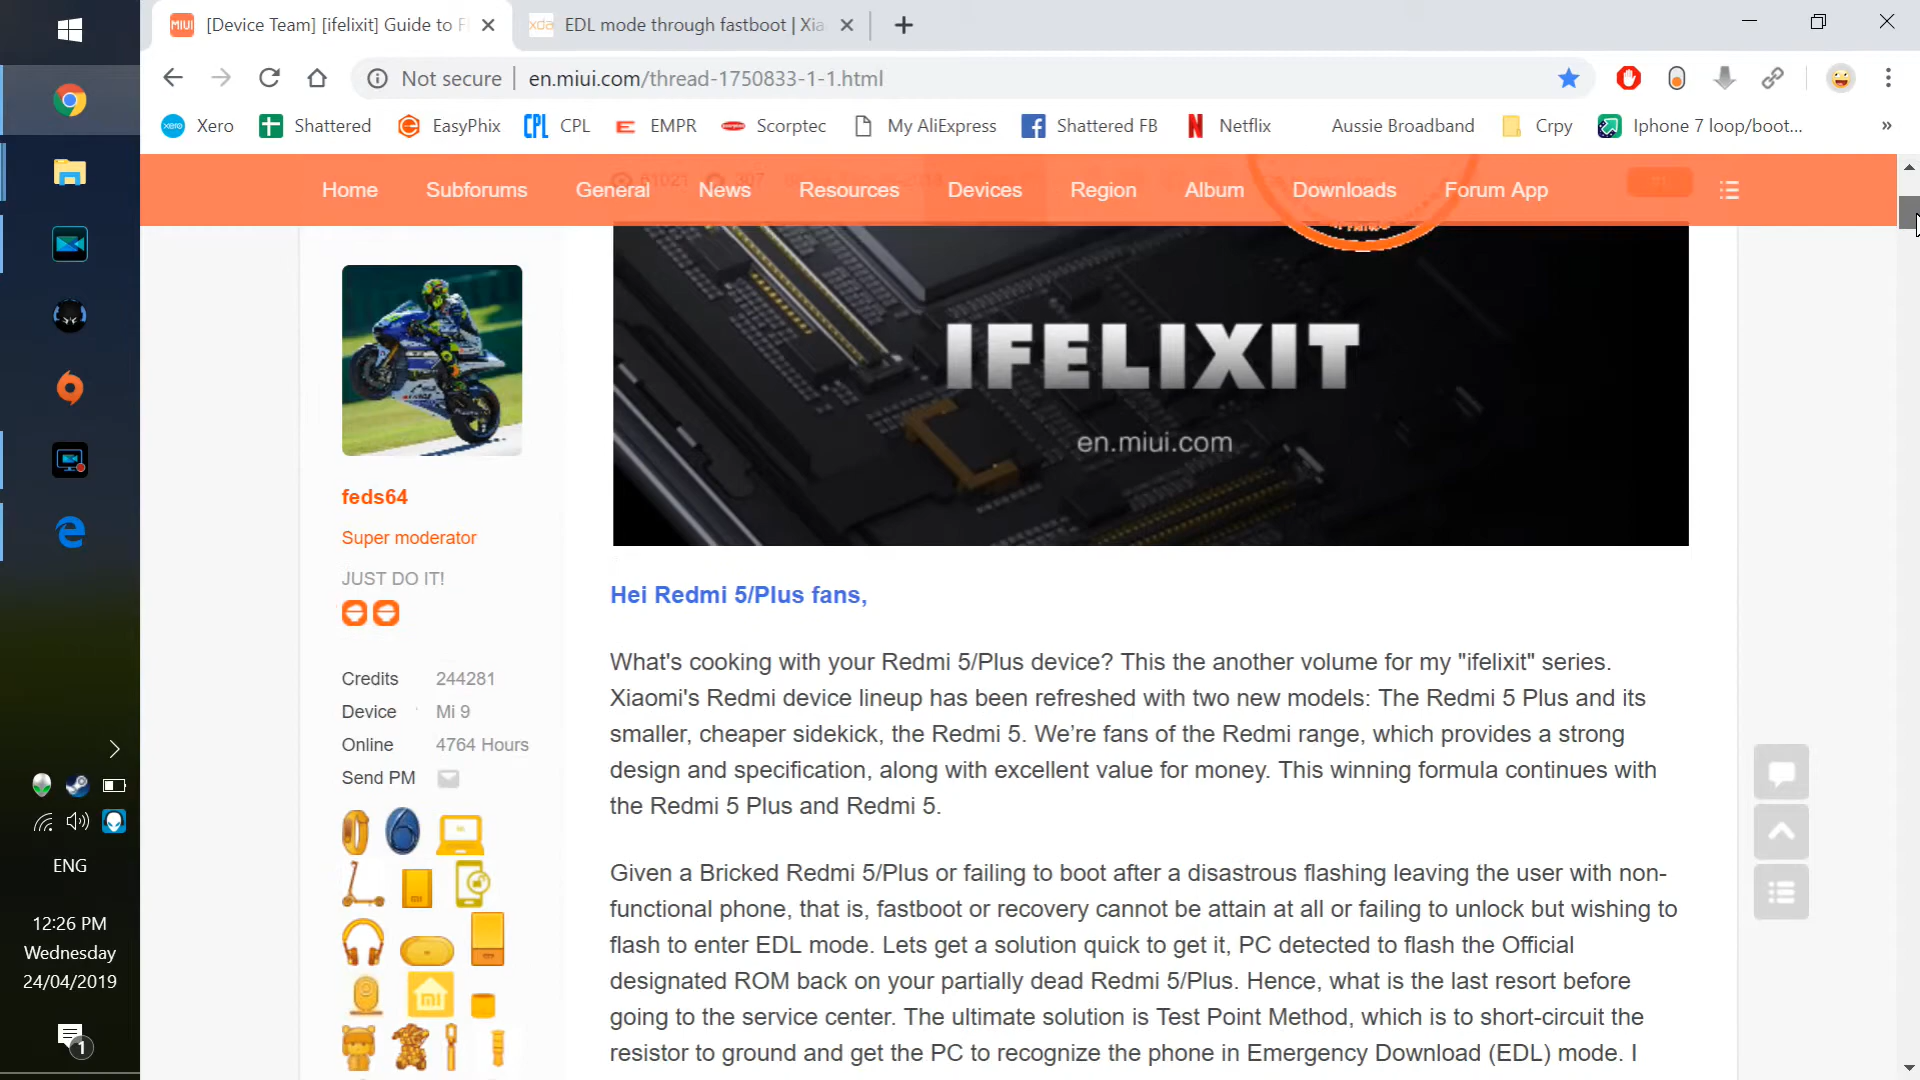 [Device Team] [ifelixit] Guide to F
EDL mode through fastboot | Xia
Not secure
en.miui.com/thread-1750833-1-1.html
xero Xero
Shattered
EasyPhix
CPL CPL
EMPR
Scorptec
My AliExpress
Shattered FB
Netflix
Aussie Broadband
Crpy
Iphone 7 loop/boot...
»
Home
Subforums
General
News
Resources
Devices
Region
Album
Downloads
Forum App
IFELIXIT
en.miui.com
feds64
Super moderator
JUST DO IT!
Credits 244281
Device Mi 9
Online 4764 Hours
Send PM
Hei Redmi 5/Plus fans,
What's cooking with your Redmi 5/Plus device? This the another volume for my "ifelixit" series.
Xiaomi's Redmi device lineup has been refreshed with two new models: The Redmi 5 Plus and its
smaller, cheaper sidekick, the Redmi 5. We’re fans of the Redmi range, which provides a strong
design and specification, along with excellent value for money. This winning formula continues with
the Redmi 5 Plus and Redmi 5.
Given a Bricked Redmi 5/Plus or failing to boot after a disastrous flashing leaving the user with non-
functional phone, that is, fastboot or recovery cannot be attain at all or failing to unlock but wishing to
flash to enter EDL mode. Lets get a solution quick to get it, PC detected to flash the Official
designated ROM back on your partially dead Redmi 5/Plus. Hence, what is the last resort before
going to the service center. The ultimate solution is Test Point Method, which is to short-circuit the
resistor to ground and get the PC to recognize the phone in Emergency Download (EDL) mode. I
ENG
12:26 PM
Wednesday
24/04/2019
1